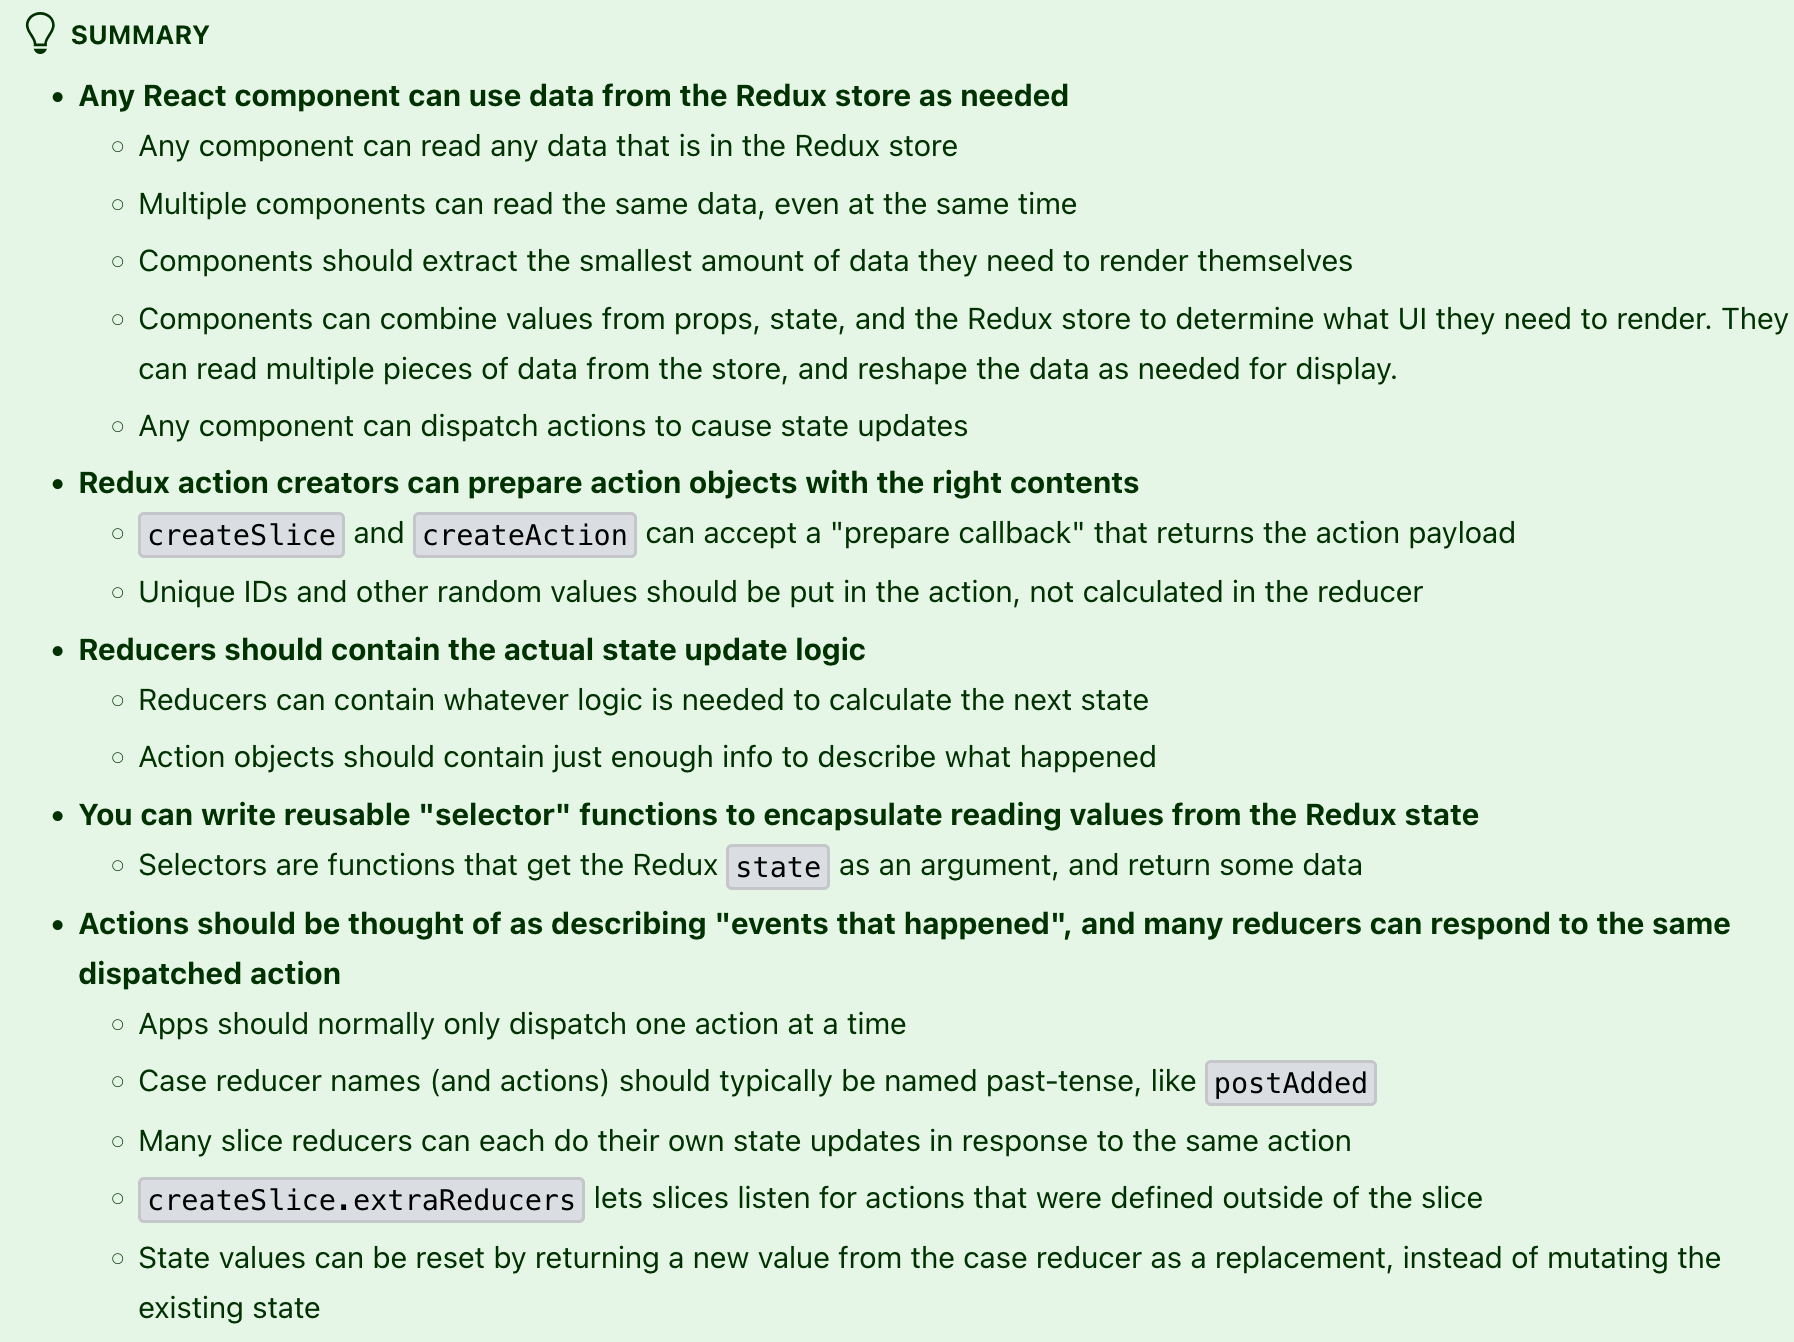 SUMMARY
Any React component can use data from the Redux store as needed
Any component can read any data that is in the Redux store
Multiple components can read the same data, even at the same time
Components should extract the smallest amount of data they need to render themselves
Components can combine values from props, state, and the Redux store to determine what UI they need to render. They
can read multiple pieces of data from the store, and reshape the data as needed for display.
Any component can dispatch actions to cause state updates
Redux action creators can prepare action objects with the right contents
createSlice and createAction can accept a "prepare callback" that returns the action payload
Unique IDs and other random values should be put in the action, not calculated in the reducer
Reducers should contain the actual state update logic
Reducers can contain whatever logic is needed to calculate the next state
Action objects should contain just enough info to describe what happened
You can write reusable "selector" functions to encapsulate reading values from the Redux state
Selectors are functions that get the Redux state as an argument, and return some data
Actions should be thought of as describing "events that happened", and many reducers can respond to the same
dispatched action
Apps should normally only dispatch one action at a time
Case reducer names (and actions) should typically be named past-tense, like postAdded
Many slice reducers can each do their own state updates in response to the same action
createSlice.extraReducers lets slices listen for actions that were defined outside of the slice
State values can be reset by returning a new value from the case reducer as a replacement, instead of mutating the
existing state